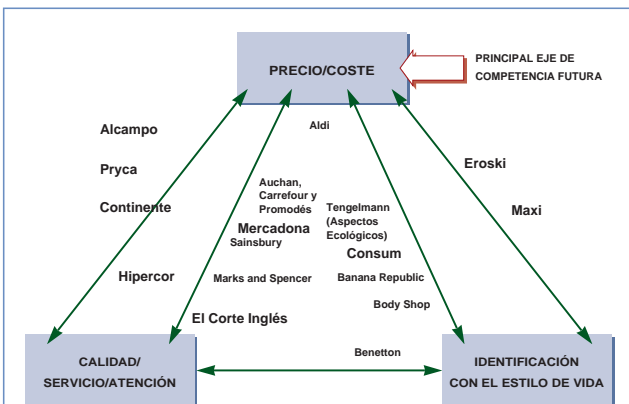 PRECIO/COSTE
PRINCIPAL EJE DE
COMPETENCIA FUTURA
Alcampo
Aldi
Pryca
Eroski
Continente
Auchan,
Carrefour y
Promodés
Tengelmann
(Aspectos
Ecológicos)
Maxi
Mercadona
Sainsbury
Consum
Hipercor
Marks and Spencer
Banana Republic
Body Shop
El Corte Inglés
Benetton
CALIDAD/
SERVICIO/ATENCIÓN
IDENTIFICACIÓN
CON EL ESTILO DE VIDA